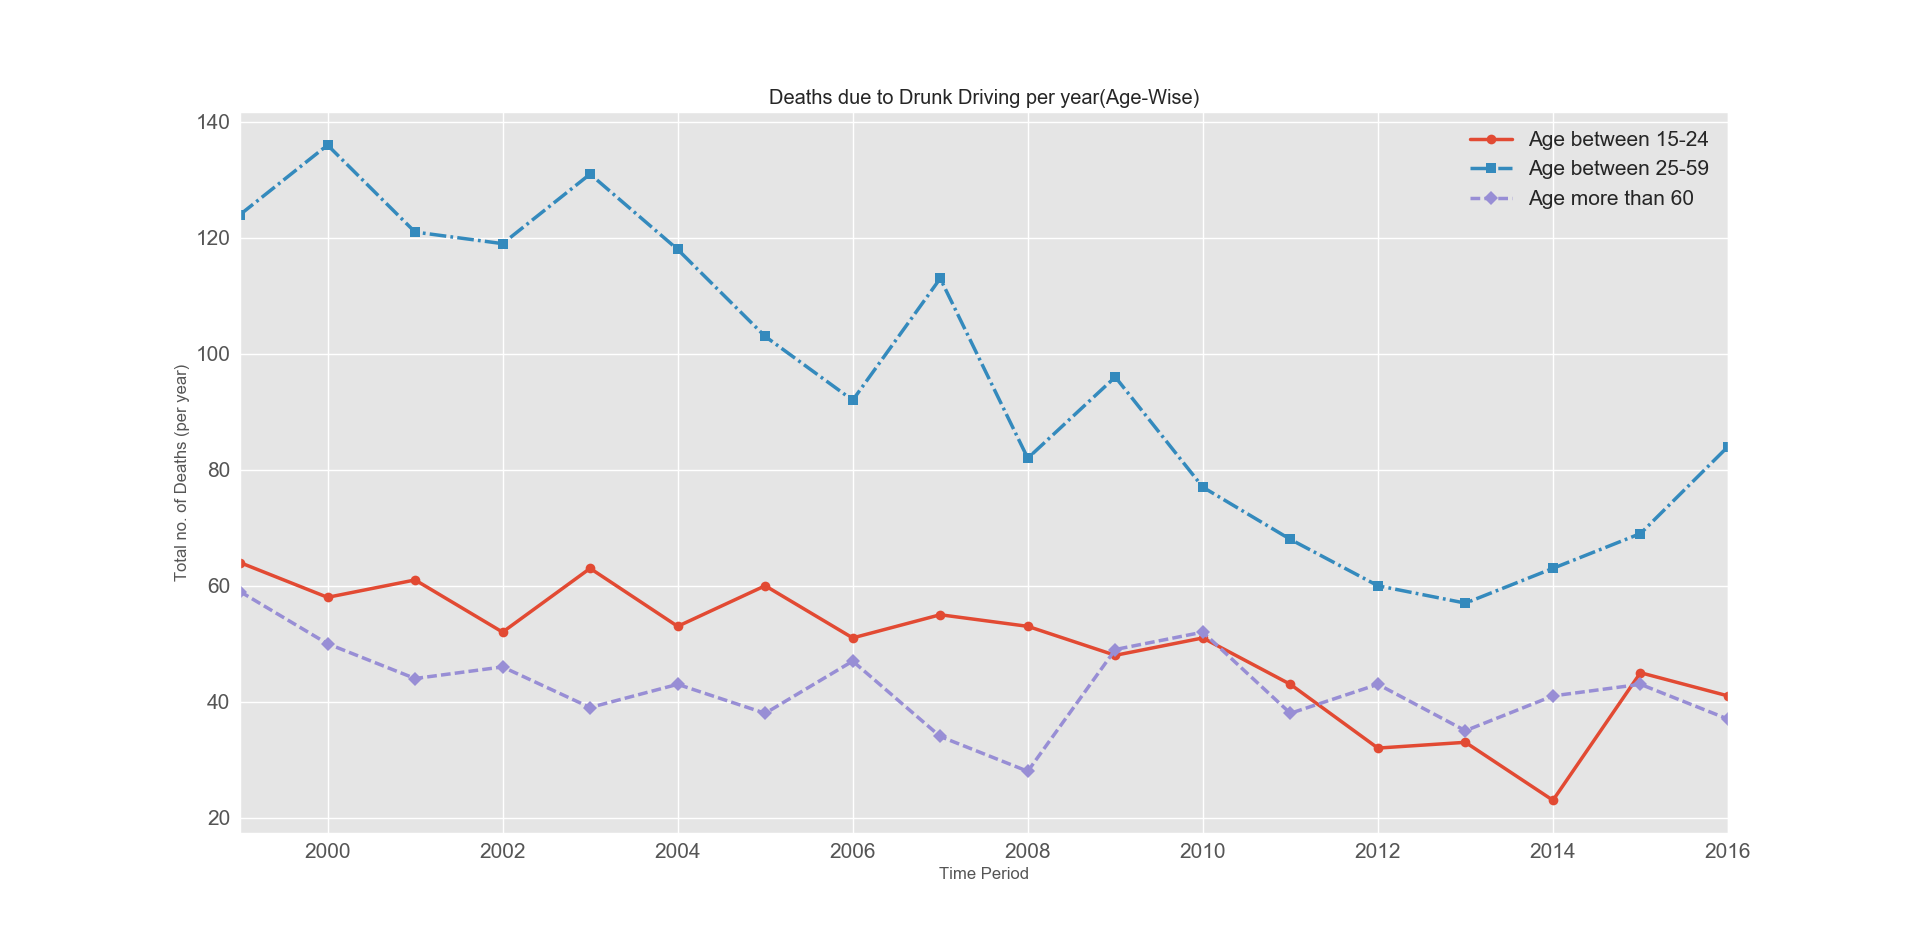 Deaths due to Drunk Driving per year(Age-Wise)
140
120
100
80
60
40
20
Total no. of Deaths (per year)
Age between 15-24
Age between 25-59
Age more than 60
2000 2002 2004 2006 2008 2010 2012 2014 2016
Time Period